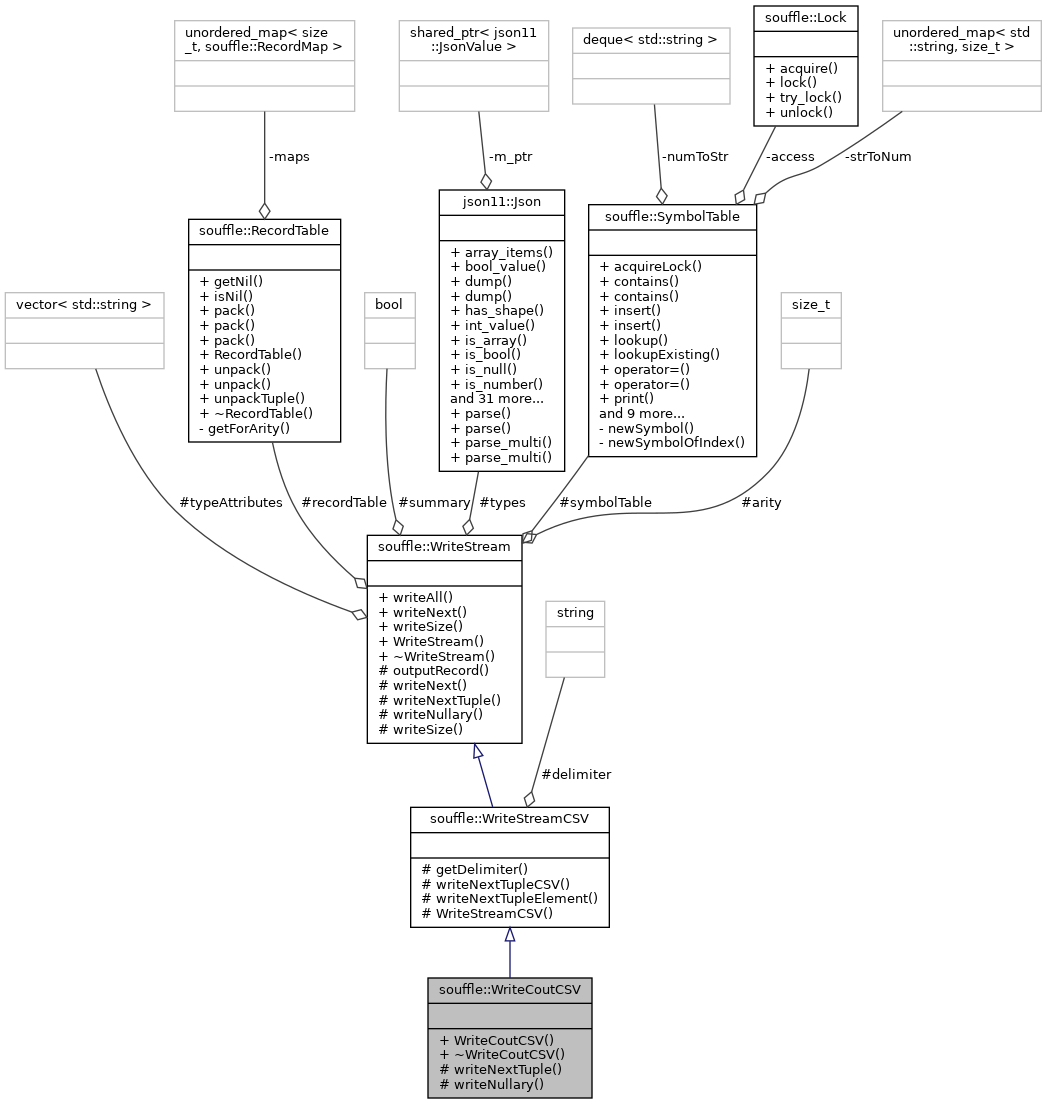 unordered_map< size
_t, souffle::RecordMap >
shared_ptr< json11
::JsonValue >
deque< std::string >
souffle::Lock
+ acquire()
+ lock()
+ try_lock()
+ unlock()
unordered_map< std
::string, size_t >
-maps
-m_ptr
-numToStr
-access
-strToNum
souffle::RecordTable
+ getNil()
+ isNil()
+ pack()
+ pack()
+ pack()
+ RecordTable()
+ unpack()
+ unpack()
+ unpackTuple()
+ ~RecordTable()
- getForArity()
json11::Json
+ array_items()
+ bool_value()
+ dump()
+ dump()
+ has_shape()
+ int_value()
+ is_array()
+ is_bool()
+ is_null()
+ is_number()
and 31 more...
+ parse()
+ parse()
+ parse_multi()
+ parse_multi()
souffle::SymbolTable
+ acquireLock()
+ contains()
+ contains()
+ insert()
+ insert()
+ lookup()
+ lookupExisting()
+ operator=()
+ operator=()
+ print()
and 9 more...
- newSymbol()
- newSymbolOfIndex()
vector< std::string >
bool
size_t
#typeAttributes
#recordTable
#summary
#types
#symbolTable
#arity
souffle::WriteStream
+ writeAll()
+ writeNext()
+ writeSize()
+ WriteStream()
+ ~WriteStream()
# outputRecord()
# writeNext()
# writeNextTuple()
# writeNullary()
# writeSize()
string
#delimiter
souffle::WriteStreamCSV
# getDelimiter()
# writeNextTupleCSV()
# writeNextTupleElement()
# WriteStreamCSV()
souffle::WriteCoutCSV
+ WriteCoutCSV()
+ ~WriteCoutCSV()
# writeNextTuple()
# writeNullary()